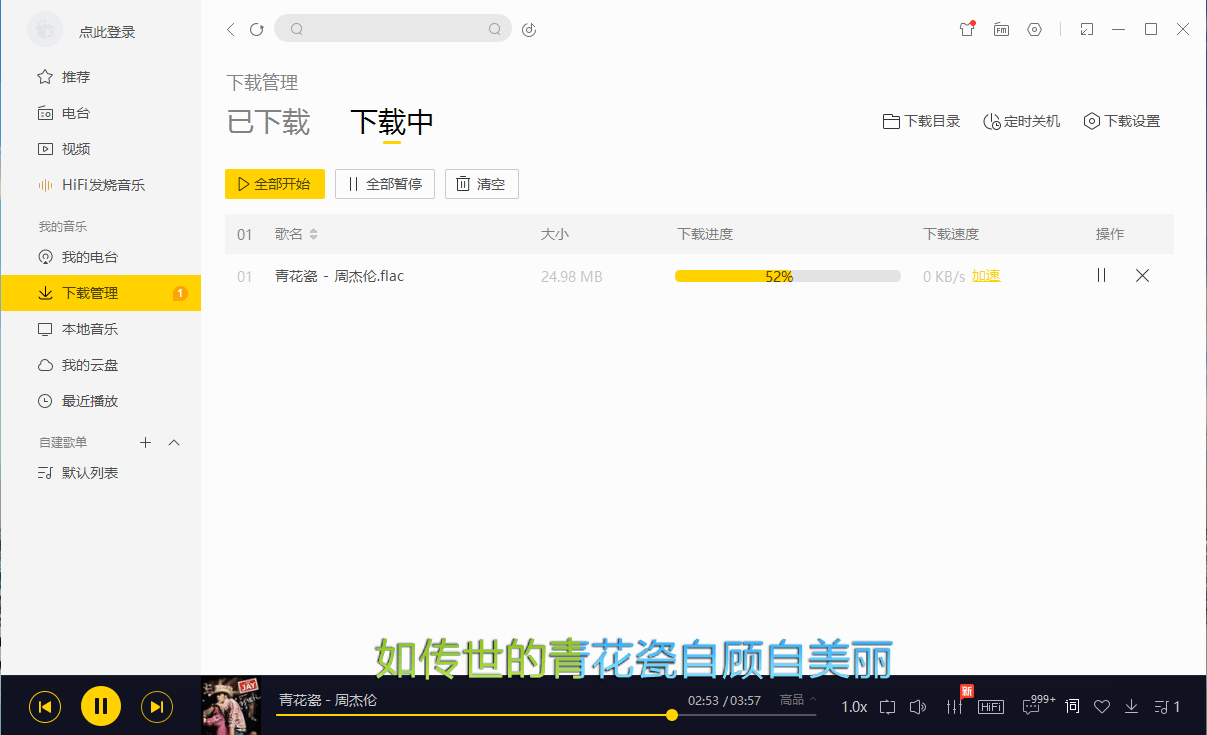 点此登录
推荐
电台
视频
HiFi发烧音乐
我的音乐
我的电台
下载管理 1
本地音乐
我的云盘
最近播放
自建歌单
默认列表
FM
下载管理
已下载 下载中
下载目录 定时关机 下载设置
全部开始 全部暂停 清空
01 歌名 大小 下载进度 下载速度 操作
01 青花瓷 - 周杰伦.flac 24.98 MB 52% 0 KB/s 加速
如传世的青花瓷自顾自美丽
JAY
青花瓷 - 周杰伦 02:53 / 03:57 高品
1.0x 新 HiFi 999+ 词 1